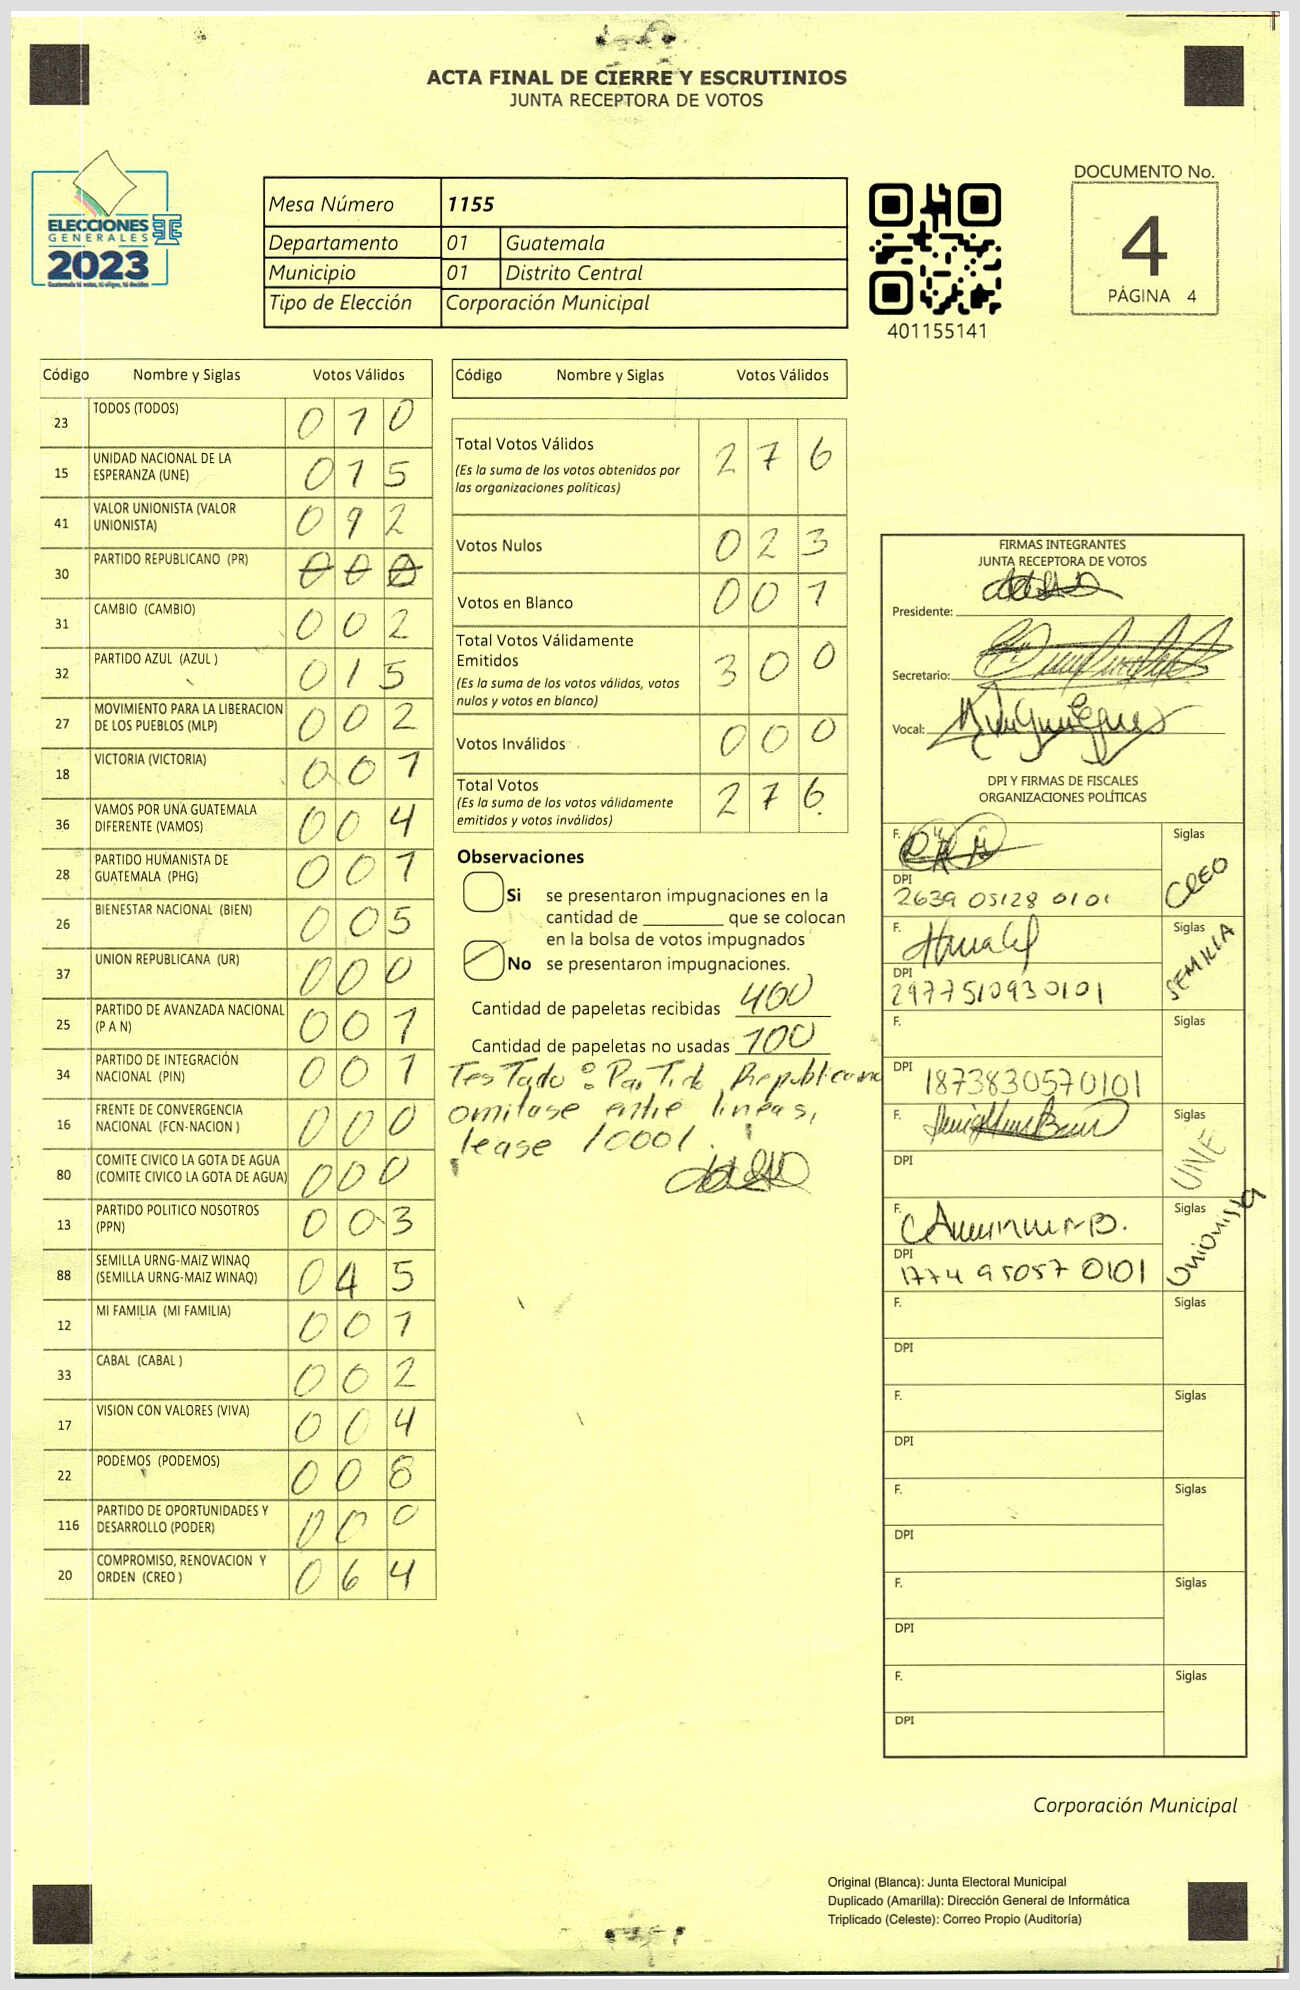 ACTA FINAL DE CIERRE Y ESCRUTINIOS
JUNTA RECEPTORA DE VOTOS
ELECCIONES
GENERALES
2023
Guatemala tú votas, tú eliges, tú decides
Mesa Número 1155
Departamento 01 Guatemala
Municipio 01 Distrito Central
Tipo de Elección Corporación Municipal
401155141
DOCUMENTO No.
4
PÁGINA 4
Código Nombre y Siglas Votos Válidos
23 TODOS (TODOS) 0 1 0
15 UNIDAD NACIONAL DE LA
ESPERANZA (UNE) 0 1 5
41 VALOR UNIONISTA (VALOR
UNIONISTA) 0 9 2
30 PARTIDO REPUBLICANO (PR) 0 0 0
31 CAMBIO (CAMBIO) 0 0 2
32 PARTIDO AZUL (AZUL ) 0 1 5
27 MOVIMIENTO PARA LA LIBERACION
DE LOS PUEBLOS (MLP) 0 0 2
18 VICTORIA (VICTORIA) 0 0 1
36 VAMOS POR UNA GUATEMALA
DIFERENTE (VAMOS) 0 0 4
28 PARTIDO HUMANISTA DE
GUATEMALA (PHG) 0 0 1
26 BIENESTAR NACIONAL (BIEN) 0 0 5
37 UNION REPUBLICANA (UR) 0 0 0
25 PARTIDO DE AVANZADA NACIONAL
(P A N) 0 0 1
34 PARTIDO DE INTEGRACIÓN
NACIONAL (PIN) 0 0 1
16 FRENTE DE CONVERGENCIA
NACIONAL (FCN-NACION ) 0 0 0
80 COMITE CIVICO LA GOTA DE AGUA
(COMITE CIVICO LA GOTA DE AGUA) 0 0 0
13 PARTIDO POLITICO NOSOTROS
(PPN) 0 0 3
88 SEMILLA URNG-MAIZ WINAQ
(SEMILLA URNG-MAIZ WINAQ) 0 4 5
12 MI FAMILIA (MI FAMILIA) 0 0 1
33 CABAL (CABAL ) 0 0 2
17 VISION CON VALORES (VIVA) 0 0 4
22 PODEMOS (PODEMOS) 0 0 8
116 PARTIDO DE OPORTUNIDADES Y
DESARROLLO (PODER) 0 0 0
20 COMPROMISO, RENOVACION Y
ORDEN (CREO ) 0 6 4
Código Nombre y Siglas Votos Válidos
Total Votos Válidos 2 7 6
(Es la suma de los votos obtenidos por
las organizaciones políticas)
Votos Nulos 0 2 3
Votos en Blanco 0 0 1
Total Votos Válidamente
Emitidos 3 0 0
(Es la suma de los votos válidos, votos
nulos y votos en blanco)
Votos Inválidos 0 0 0
Total Votos 2 7 6
(Es la suma de los votos válidamente
emitidos y votos inválidos)
Observaciones
Si se presentaron impugnaciones en la
cantidad de ________ que se colocan
en la bolsa de votos impugnados
No se presentaron impugnaciones.
Cantidad de papeletas recibidas 400
Cantidad de papeletas no usadas 100
Testado: Partido Republicano
omitase entre lineas,
lease /000/.
FIRMAS INTEGRANTES
JUNTA RECEPTORA DE VOTOS
Presidente:
Secretario:
Vocal:
DPI Y FIRMAS DE FISCALES
ORGANIZACIONES POLÍTICAS
F. Siglas
DPI CREO
2639 05128 0101
F. Siglas
DPI SEMILLA
2977510930101
F. Siglas
DPI 1873830570101
F. Siglas
DPI UNE
F. Siglas
DPI Unionista
1774 95057 0101
F. Siglas
DPI
F. Siglas
DPI
F. Siglas
DPI
F. Siglas
DPI
F. Siglas
DPI
Corporación Municipal
Original (Blanca): Junta Electoral Municipal
Duplicado (Amarilla): Dirección General de Informática
Triplicado (Celeste): Correo Propio (Auditoría)